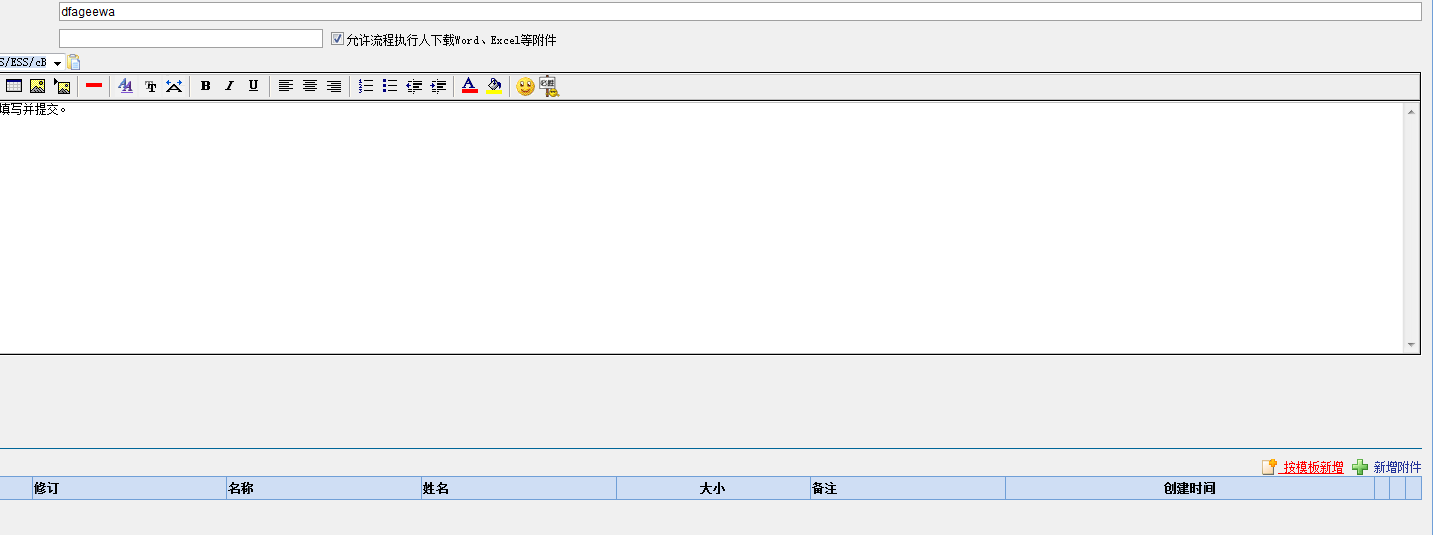 dfageewa
允许流程执行人下载Word、Excel等附件
S/ESS/cB
B I U
填写并提交。
按模板新增 新增附件
修订 名称 姓名 大小 备注 创建时间